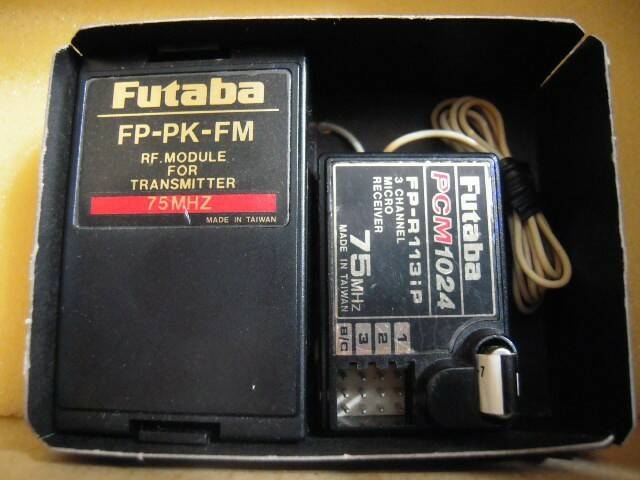 Futaba
FP-PK-FM
RF. MODULE
FOR
TRANSMITTER
75MHZ
MADE IN TAIWAN
Futaba
PCM1024
FP-R113iP
3 CHANNEL
MICRO
RECEIVER
75MHz
MADE IN TAIWAN
1
2
3
B/C